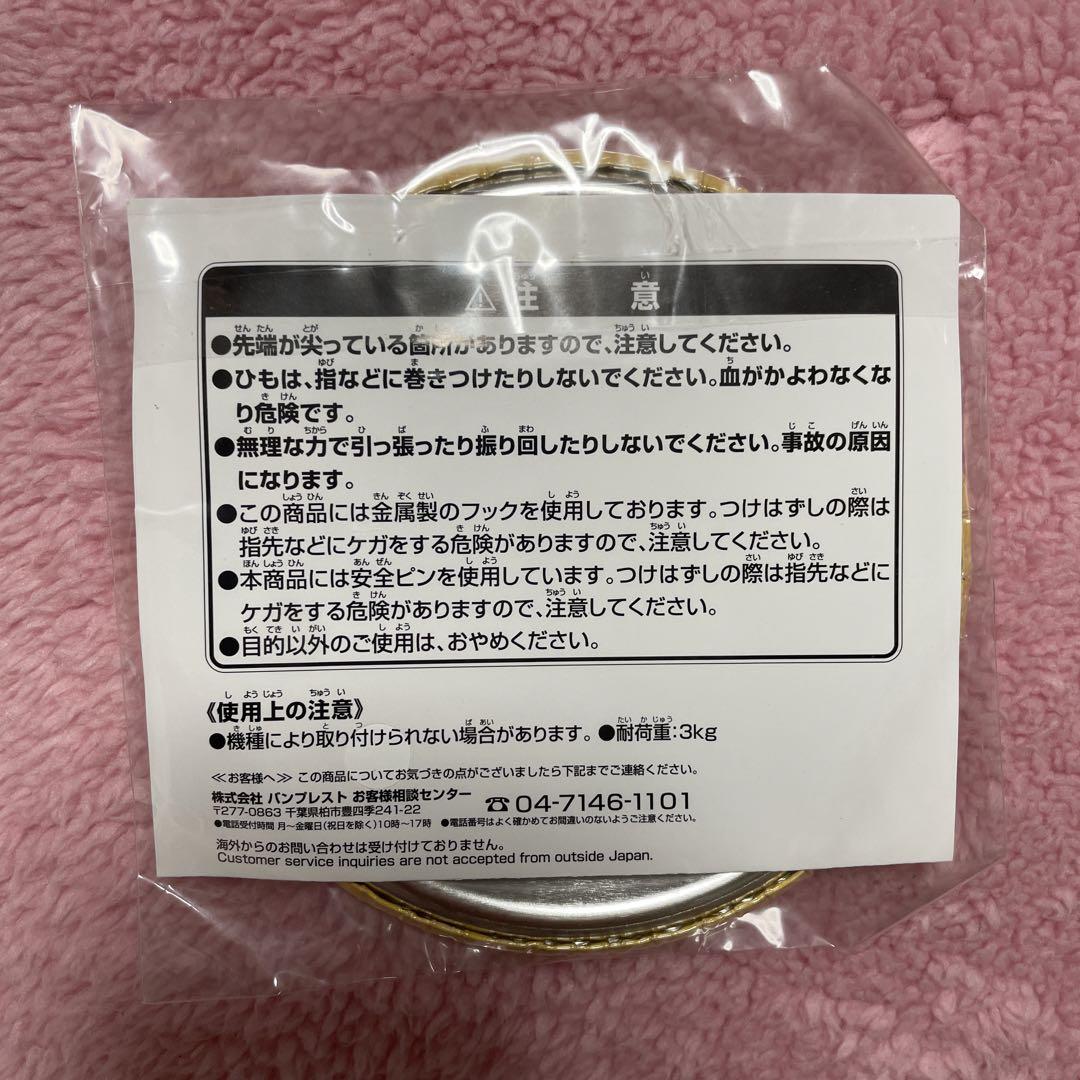 ⚠注意
●先端が尖っている箇所がありますので、注意してください。
●ひもは、指などに巻きつけたりしないでください。血がかよわなくな
り危険です。
●無理な力で引っ張ったり振り回したりしないでください。事故の原因
になります。
●この商品には金属製のフックを使用しております。つけはずしの際は
指先などにケガをする危険がありますので、注意してください。
●本商品には安全ピンを使用しています。つけはずしの際は指先などに
ケガをする危険がありますので、注意してください。
●目的以外のご使用は、おやめください。
《使用上の注意》
●機種により取り付けられない場合があります。 ●耐荷重:3kg
≪お客様へ≫ この商品についてお気づきの点がございましたら下記までご連絡ください。
株式会社 バンプレスト お客様相談センター ☎04-7146-1101
〒277-0863 千葉県柏市豊四季241-22
●電話受付時間 月～金曜日(祝日を除く)10時～17時 ●電話番号はよく確かめてお間違いのないようご注意ください。
海外からのお問い合わせは受け付けておりません。
Customer service inquiries are not accepted from outside Japan.